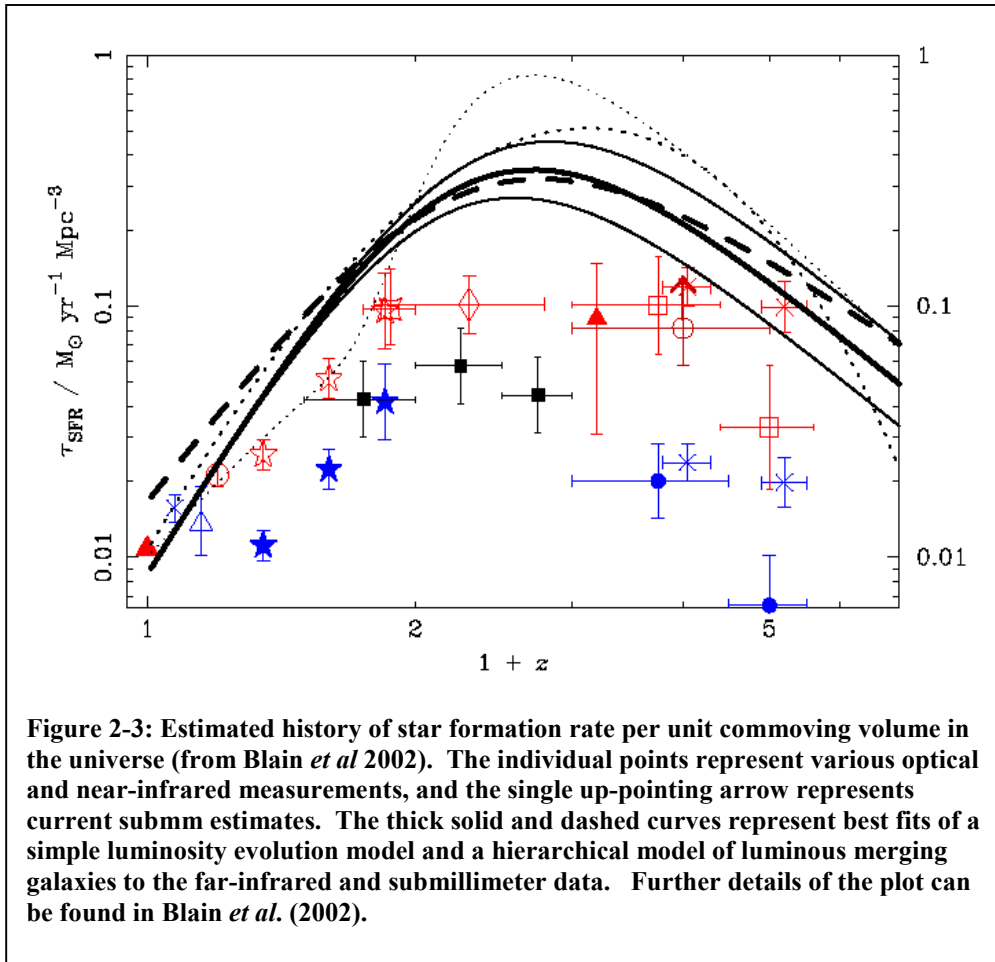 1
0.1
0.01
τSFR / M⊙ yr⁻¹ Mpc⁻³
1
0.1
0.01
1
2
5
1 + z
Figure 2-3: Estimated history of star formation rate per unit commoving volume in
the universe (from Blain et al 2002). The individual points represent various optical
and near-infrared measurements, and the single up-pointing arrow represents
current submm estimates. The thick solid and dashed curves represent best fits of a
simple luminosity evolution model and a hierarchical model of luminous merging
galaxies to the far-infrared and submillimeter data. Further details of the plot can
be found in Blain et al. (2002).